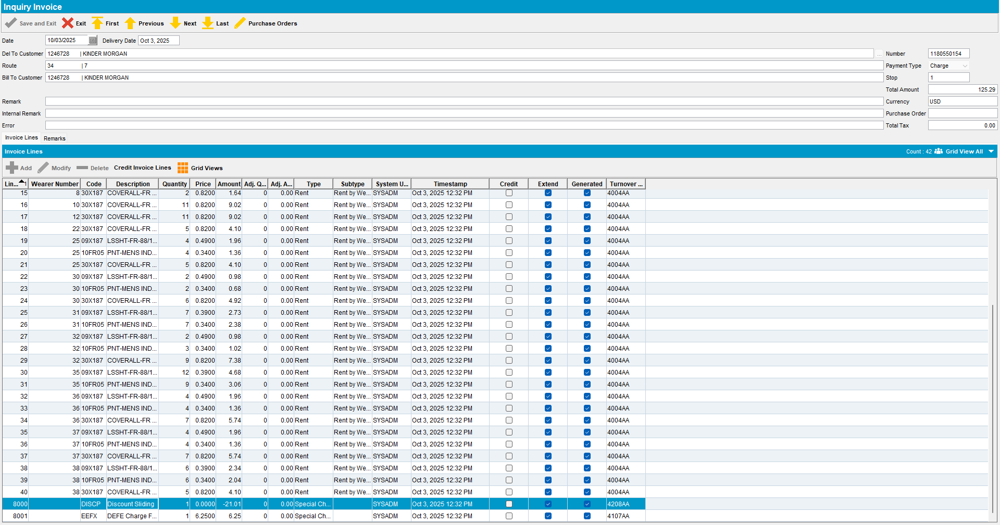 Inquiry Invoice
Save and Exit Exit First Previous Next Last Purchase Orders
Date 10/03/2025 16 Delivery Date Oct 3, 2025
Del To Customer 1246728 | KINDER MORGAN ... Number 1180550154
Route 34 | 7 Payment Type Charge
Bill To Customer 1246728 | KINDER MORGAN Stop 1
Total Amount 125.29
Remark Currency USD
Internal Remark Purchase Order
Error Total Tax 0.00
Invoice Lines Remarks
Invoice Lines Count : 42 Grid View All
Add Modify Delete Credit Invoice Lines Grid Views
Lin... 1 Wearer Number Code Description Quantity Price Amount Adj. Q... Adj. A... Type Subtype System U... Timestamp Credit Extend Generated Turnover ...
15 8 30X187 COVERALL-FR ... 2 0.8200 1.64 0 0.00 Rent Rent by We... SYSADM Oct 3, 2025 12:32 PM 4004AA
16 10 30X187 COVERALL-FR ... 11 0.8200 9.02 0 0.00 Rent Rent by We... SYSADM Oct 3, 2025 12:32 PM 4004AA
17 12 30X187 COVERALL-FR ... 11 0.8200 9.02 0 0.00 Rent Rent by We... SYSADM Oct 3, 2025 12:32 PM 4004AA
18 22 30X187 COVERALL-FR ... 5 0.8200 4.10 0 0.00 Rent Rent by We... SYSADM Oct 3, 2025 12:32 PM 4004AA
19 25 09X187 LSSHT-FR-88/1... 4 0.4900 1.96 0 0.00 Rent Rent by We... SYSADM Oct 3, 2025 12:32 PM 4004AA
20 25 10FR05 PNT-MENS IND... 4 0.3400 1.36 0 0.00 Rent Rent by We... SYSADM Oct 3, 2025 12:32 PM 4004AA
21 25 30X187 COVERALL-FR ... 5 0.8200 4.10 0 0.00 Rent Rent by We... SYSADM Oct 3, 2025 12:32 PM 4004AA
22 30 09X187 LSSHT-FR-88/1... 2 0.4900 0.98 0 0.00 Rent Rent by We... SYSADM Oct 3, 2025 12:32 PM 4004AA
23 30 10FR05 PNT-MENS IND... 2 0.3400 0.68 0 0.00 Rent Rent by We... SYSADM Oct 3, 2025 12:32 PM 4004AA
24 30 30X187 COVERALL-FR ... 6 0.8200 4.92 0 0.00 Rent Rent by We... SYSADM Oct 3, 2025 12:32 PM 4004AA
25 31 09X187 LSSHT-FR-88/1... 7 0.3900 2.73 0 0.00 Rent Rent by We... SYSADM Oct 3, 2025 12:32 PM 4004AA
26 31 10FR05 PNT-MENS IND... 7 0.3400 2.38 0 0.00 Rent Rent by We... SYSADM Oct 3, 2025 12:32 PM 4004AA
27 32 09X187 LSSHT-FR-88/1... 2 0.4900 0.98 0 0.00 Rent Rent by We... SYSADM Oct 3, 2025 12:32 PM 4004AA
28 32 10FR05 PNT-MENS IND... 3 0.3400 1.02 0 0.00 Rent Rent by We... SYSADM Oct 3, 2025 12:32 PM 4004AA
29 32 30X187 COVERALL-FR ... 9 0.8200 7.38 0 0.00 Rent Rent by We... SYSADM Oct 3, 2025 12:32 PM 4004AA
30 35 09X187 LSSHT-FR-88/1... 12 0.3900 4.68 0 0.00 Rent Rent by We... SYSADM Oct 3, 2025 12:32 PM 4004AA
31 35 10FR05 PNT-MENS IND... 9 0.3400 3.06 0 0.00 Rent Rent by We... SYSADM Oct 3, 2025 12:32 PM 4004AA
32 36 09X187 LSSHT-FR-88/1... 4 0.4900 1.96 0 0.00 Rent Rent by We... SYSADM Oct 3, 2025 12:32 PM 4004AA
33 36 10FR05 PNT-MENS IND... 4 0.3400 1.36 0 0.00 Rent Rent by We... SYSADM Oct 3, 2025 12:32 PM 4004AA
34 36 30X187 COVERALL-FR ... 7 0.8200 5.74 0 0.00 Rent Rent by We... SYSADM Oct 3, 2025 12:32 PM 4004AA
35 37 09X187 LSSHT-FR-88/1... 4 0.4900 1.96 0 0.00 Rent Rent by We... SYSADM Oct 3, 2025 12:32 PM 4004AA
36 37 10FR05 PNT-MENS IND... 4 0.3400 1.36 0 0.00 Rent Rent by We... SYSADM Oct 3, 2025 12:32 PM 4004AA
37 37 30X187 COVERALL-FR ... 7 0.8200 5.74 0 0.00 Rent Rent by We... SYSADM Oct 3, 2025 12:32 PM 4004AA
38 38 09X187 LSSHT-FR-88/1... 6 0.3900 2.34 0 0.00 Rent Rent by We... SYSADM Oct 3, 2025 12:32 PM 4004AA
39 38 10FR05 PNT-MENS IND... 6 0.3400 2.04 0 0.00 Rent Rent by We... SYSADM Oct 3, 2025 12:32 PM 4004AA
40 38 30X187 COVERALL-FR ... 5 0.8200 4.10 0 0.00 Rent Rent by We... SYSADM Oct 3, 2025 12:32 PM 4004AA
8000 DISCP Discount Sliding 1 0.0000 -21.01 0 0.00 Special Ch... SYSADM Oct 3, 2025 12:32 PM 4208AA
8001 EEFX DEFE Charge F... 1 6.2500 6.25 0 0.00 Special Ch... SYSADM Oct 3, 2025 12:32 PM 4107AA